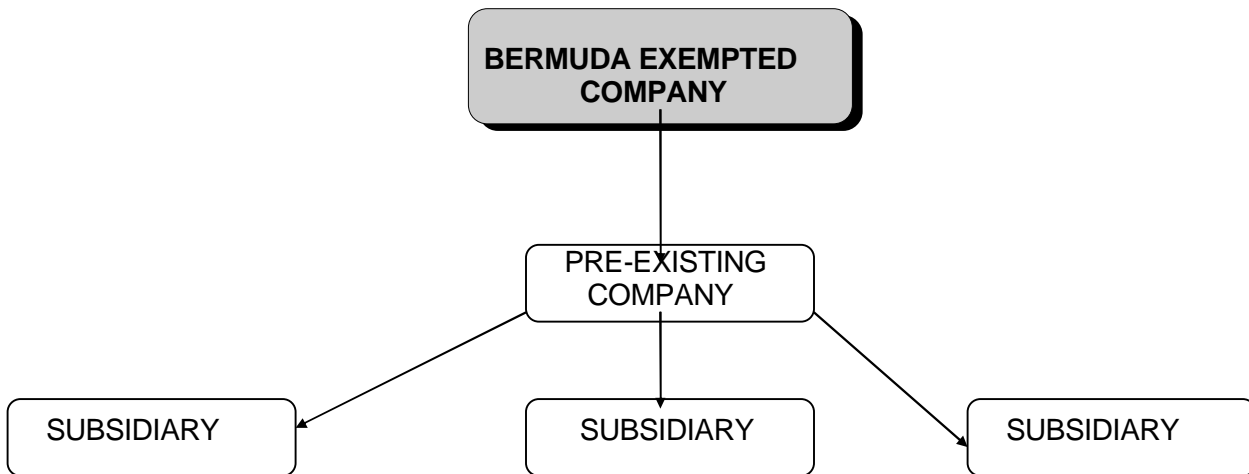 BERMUDA EXEMPTED
COMPANY
PRE-EXISTING
COMPANY
SUBSIDIARY
SUBSIDIARY
SUBSIDIARY